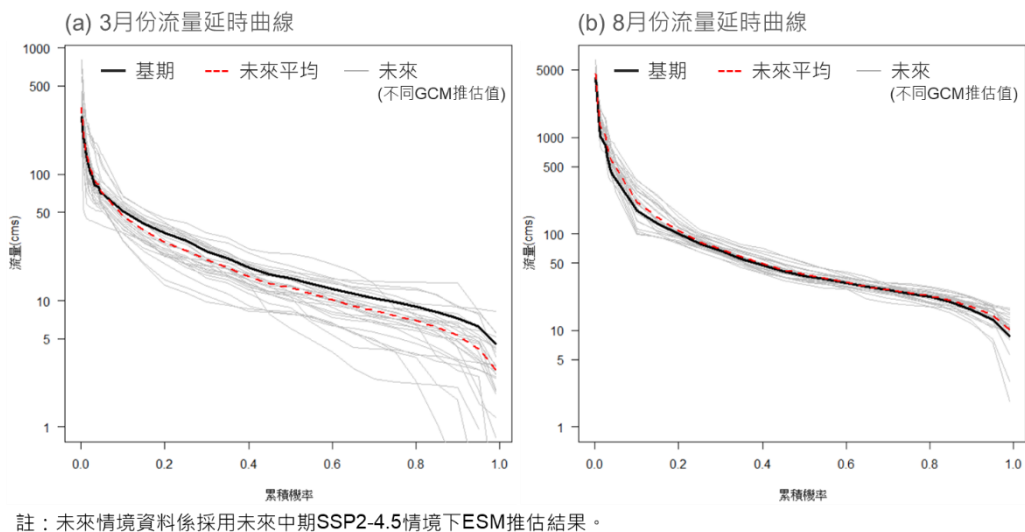 (a) 3月份流量延時曲線
1000
500
100
50
10
5
1
流量(cms)
基期
未來平均
未來
(不同GCM推估值)
0.0 0.2 0.4 0.6 0.8 1.0
累積機率
(b) 8月份流量延時曲線
5000
1000
500
100
50
10
5
1
流量(cms)
基期
未來平均
未來
(不同GCM推估值)
0.0 0.2 0.4 0.6 0.8 1.0
累積機率
註：未來情境資料係採用未來中期SSP2-4.5情境下ESM推估結果。